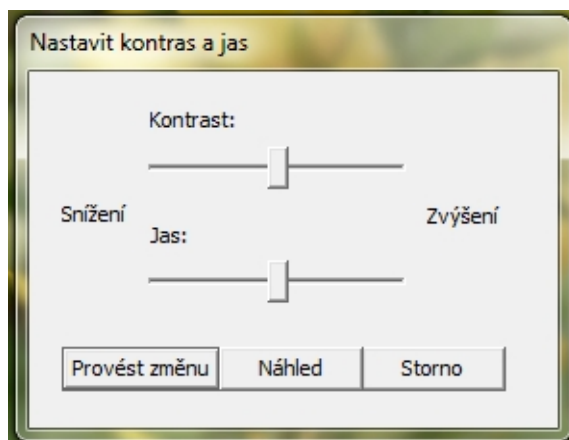 Nastavit kontras a jas
Kontrast:
Snížení
Zvýšení
Jas:
Provést změnu
Náhled
Storno